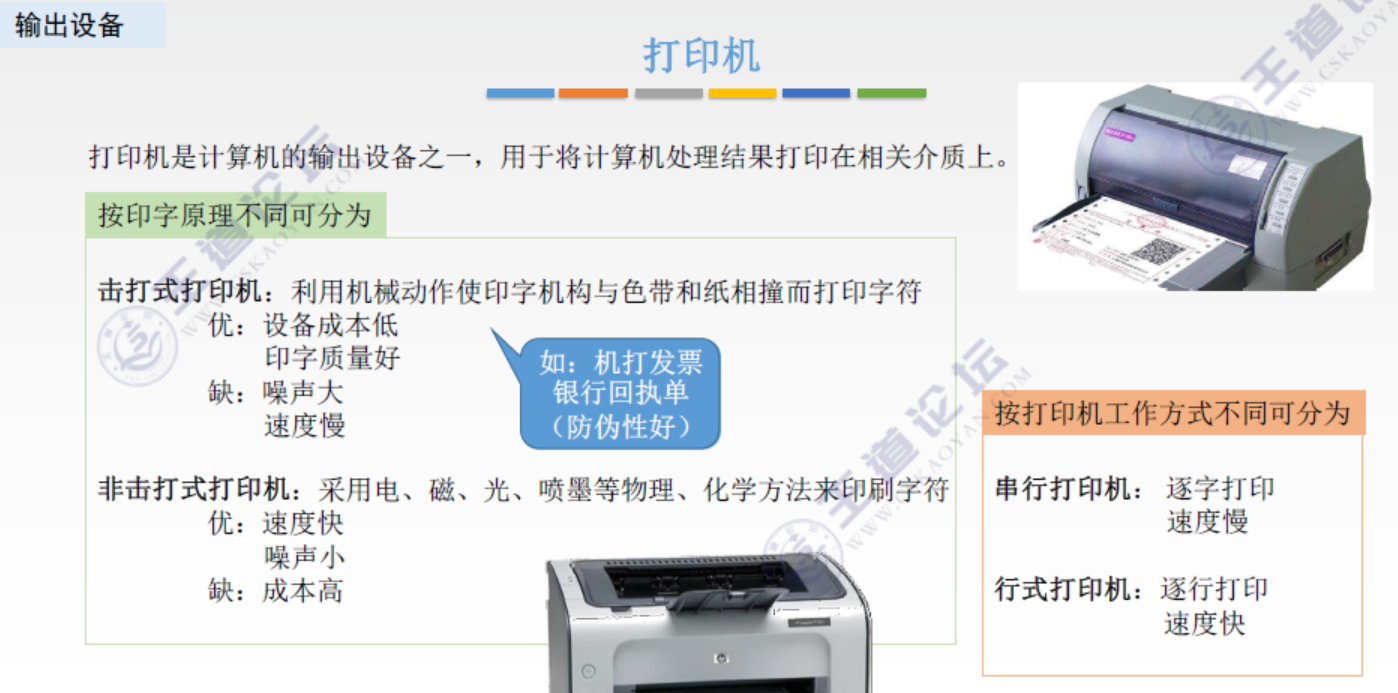 输出设备
打印机
打印机是计算机的输出设备之一，用于将计算机处理结果打印在相关介质上。
按印字原理不同可分为
击打式打印机：利用机械动作使印字机构与色带和纸相撞而打印字符
优：设备成本低
印字质量好
缺：噪声大
速度慢
如：机打发票
银行回执单
（防伪性好）
非击打式打印机：采用电、磁、光、喷墨等物理、化学方法来印刷字符
优：速度快
噪声小
缺：成本高
按打印机工作方式不同可分为
串行打印机： 逐字打印
速度慢
行式打印机：逐行打印
速度快
王道论坛
WWW.CSKAOYAN.COM
王道论坛
WWW.CSKAOYAN.COM
hp